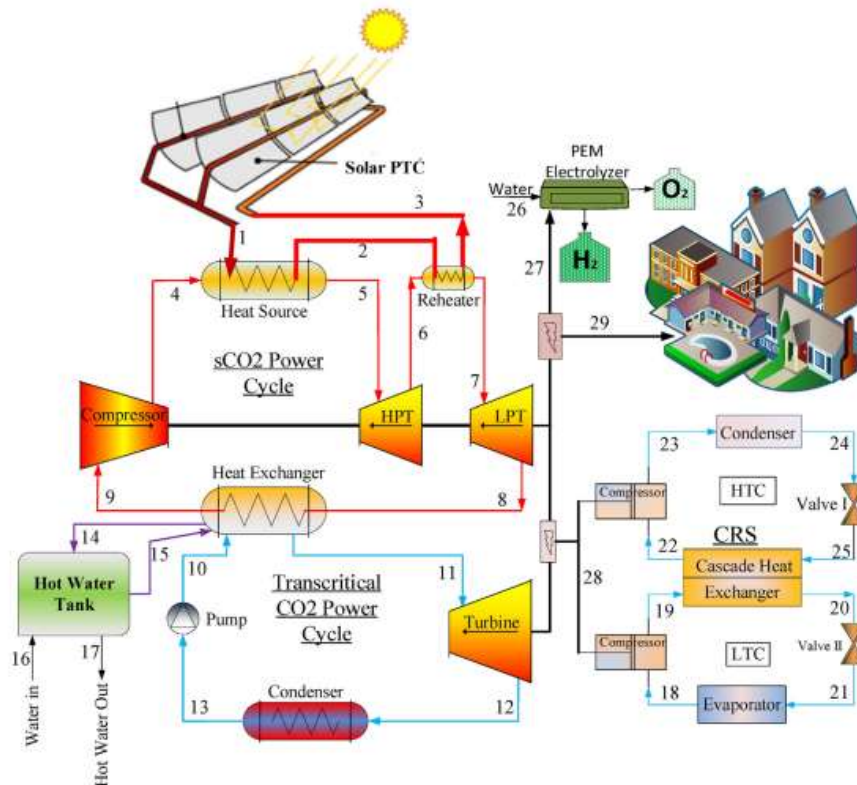 Solar PTĆ
1
2
3
4
Heat Source
5
6
Reheater
7
sCO2 Power
Cycle
Compressor
HPT
LPT
9
Heat Exchanger
8
14
15
Hot Water
Tank
16
17
Water in
Hot Water Out
10
Pump
11
Transcritical
CO2 Power
Cycle
Turbine
13
Condenser
12
PEM
Electrolyzer
Water
26
O2
H2
27
29
28
23
Condenser
24
Compressor
HTC
Valve I
22
CRS
25
Cascade Heat
Exchanger
19
20
Compressor
LTC
Valve II
18
Evaporator
21